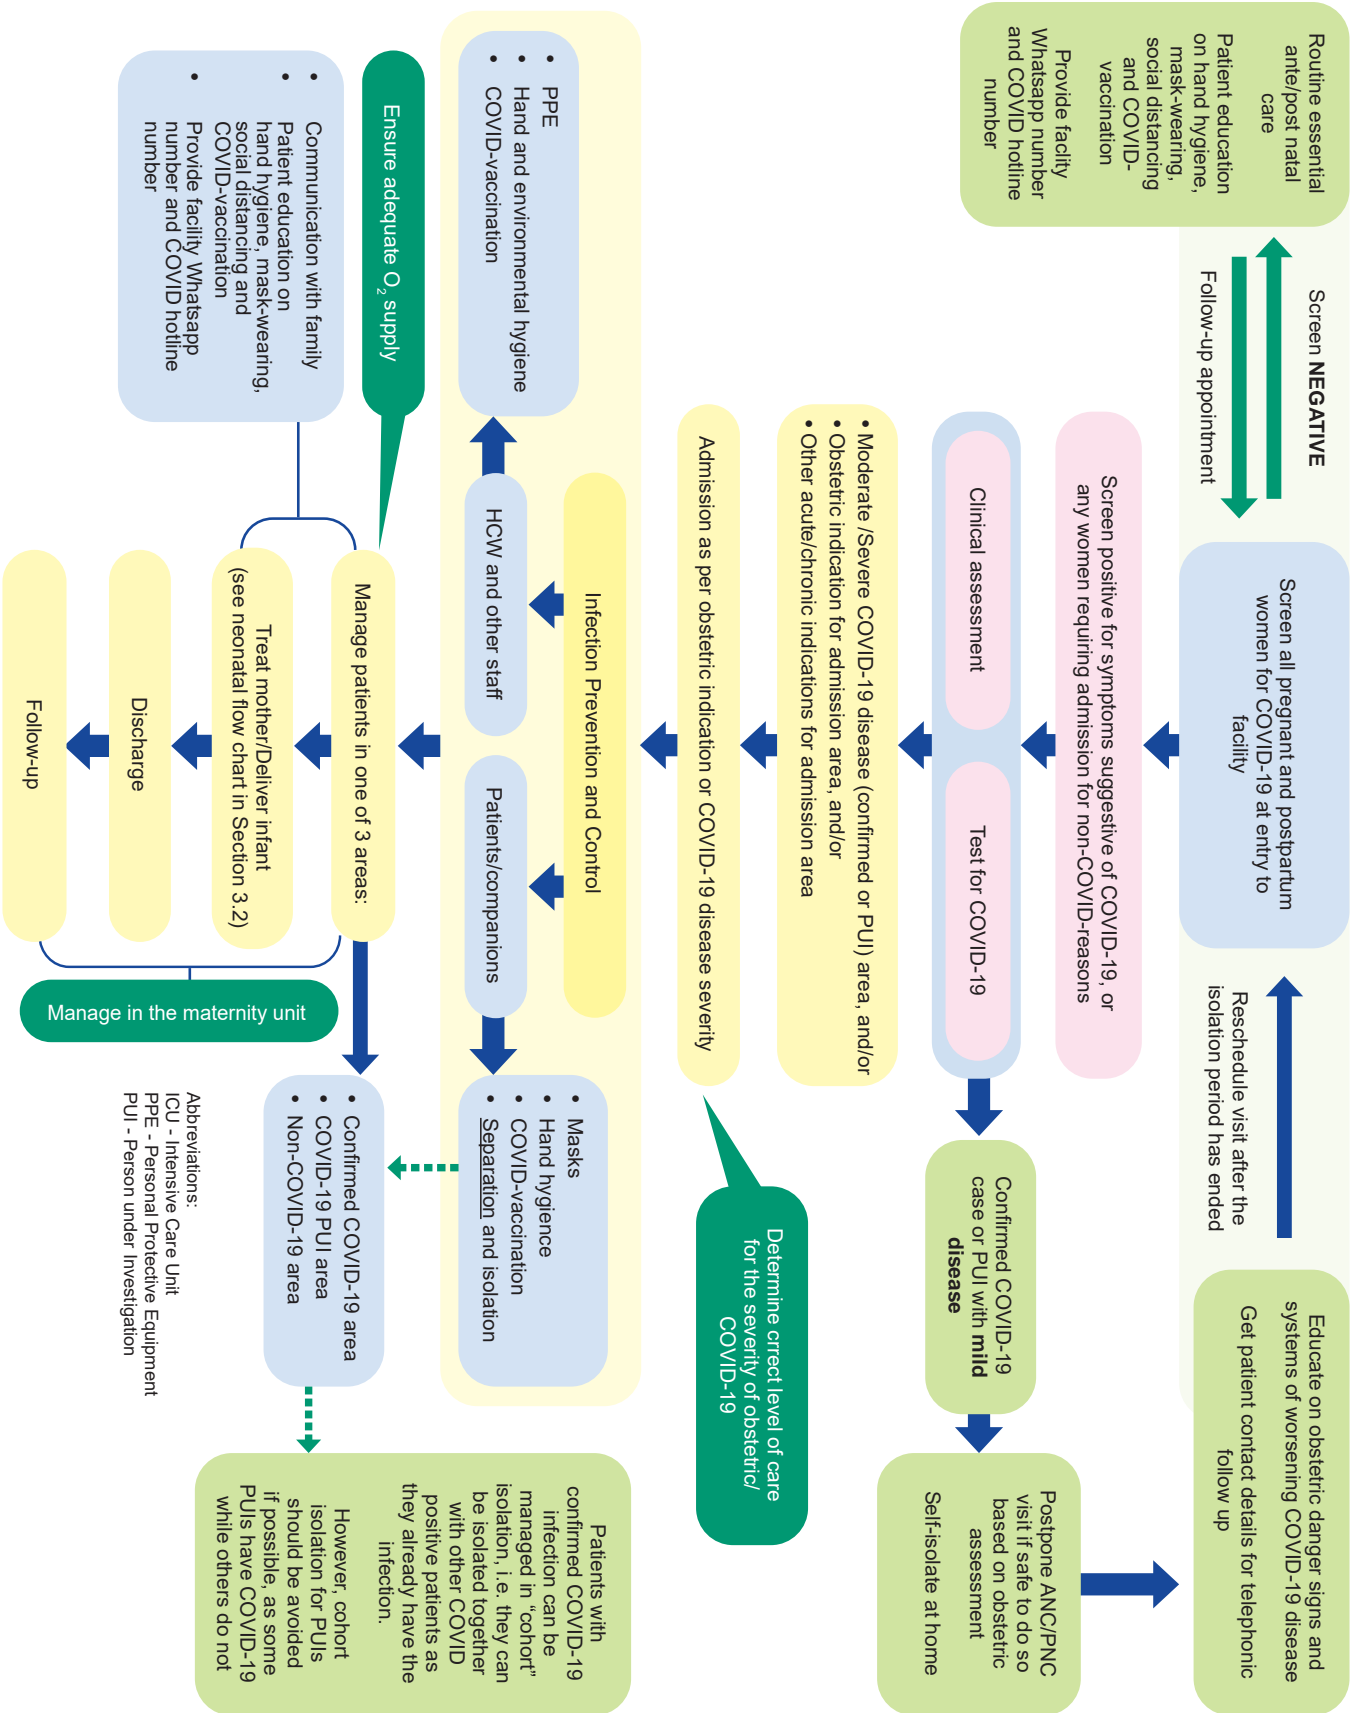 Routine essential
ante/post natal
care
Patient education
on hand hygiene,
mask-wearing,
social distancing
and COVID-
vaccination
Provide facility
Whatsapp number
and COVID hotline
number
Screen NEGATIVE
Follow-up appointment
Screen all pregnant and postpartum
women for COVID-19 at entry to
facility
Reschedule visit after the
isolation period has ended
Educate on obstetric danger signs and
systems of worsening COVID-19 disease
Get patient contact details for telephonic
follow up
Screen positive for symptoms suggestive of COVID-19, or
any women requiring admission for non-COVID-reasons
Clinical assessment
Test for COVID-19
Confirmed COVID-19
case or PUI with mild
disease
Postpone ANC/PNC
visit if safe to do so
based on obstetric
assessment
Self-isolate at home
• Moderate /Severe COVID-19 disease (confirmed or PUI) area, and/or
• Obstetric indication for admission area, and/or
• Other acute/chronic indications for admission area
Admission as per obstetric indication or COVID-19 disease severity
Determine crrect level of care
for the severity of obstetric/
COVID-19
Infection Prevention and Control
HCW and other staff
Patients/companions
• PPE
• Hand and environmental hygiene
• COVID-vaccination
• Masks
• Hand hygience
• COVID-vaccination
• Separation and isolation
Ensure adequate O₂ supply
Manage patients in one of 3 areas:
• Confirmed COVID-19 area
• COVID-19 PUI area
• Non-COVID-19 area
Patients with
confirmed COVID-19
infection can be
managed in “cohort”
isolation, i.e. they can
be isolated together
with other COVID
positive patients as
they already have the
infection.
However, cohort
isolation for PUIs
should be avoided
if possible, as some
PUIs have COVID-19
while others do not
• Communication with family
• Patient education on
hand hygiene, mask-wearing,
social distancing and
COVID-vaccination
• Provide facility Whatsapp
number and COVID hotline
number
Treat mother/Deliver infant
(see neonatal flow chart in Section 3.2)
Discharge
Follow-up
Manage in the maternity unit
Abbreviations:
ICU - Intensive Care Unit
PPE - Personal Protective Equipment
PUI - Person under Investigation